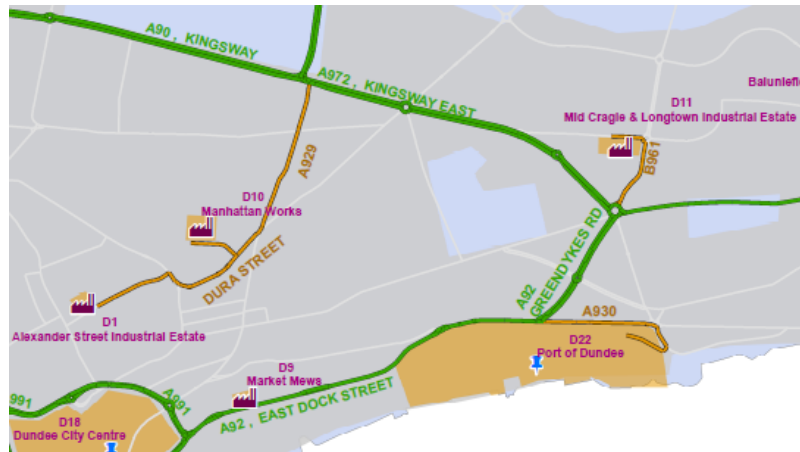 A90 , KINGSWAY
A972 , KINGSWAY EAST
Balunief
D11
Mid Cragie & Longtown Industrial Estate
B961
A929
D10
Manhattan Works
DURA STREET
A92
GREENDYKES RD
A930
D1
Alexander Street Industrial Estate
D22
Port of Dundee
D9
Market Mews
A92 , EAST DOCK STREET
991
A991
D18
Dundee City Centre